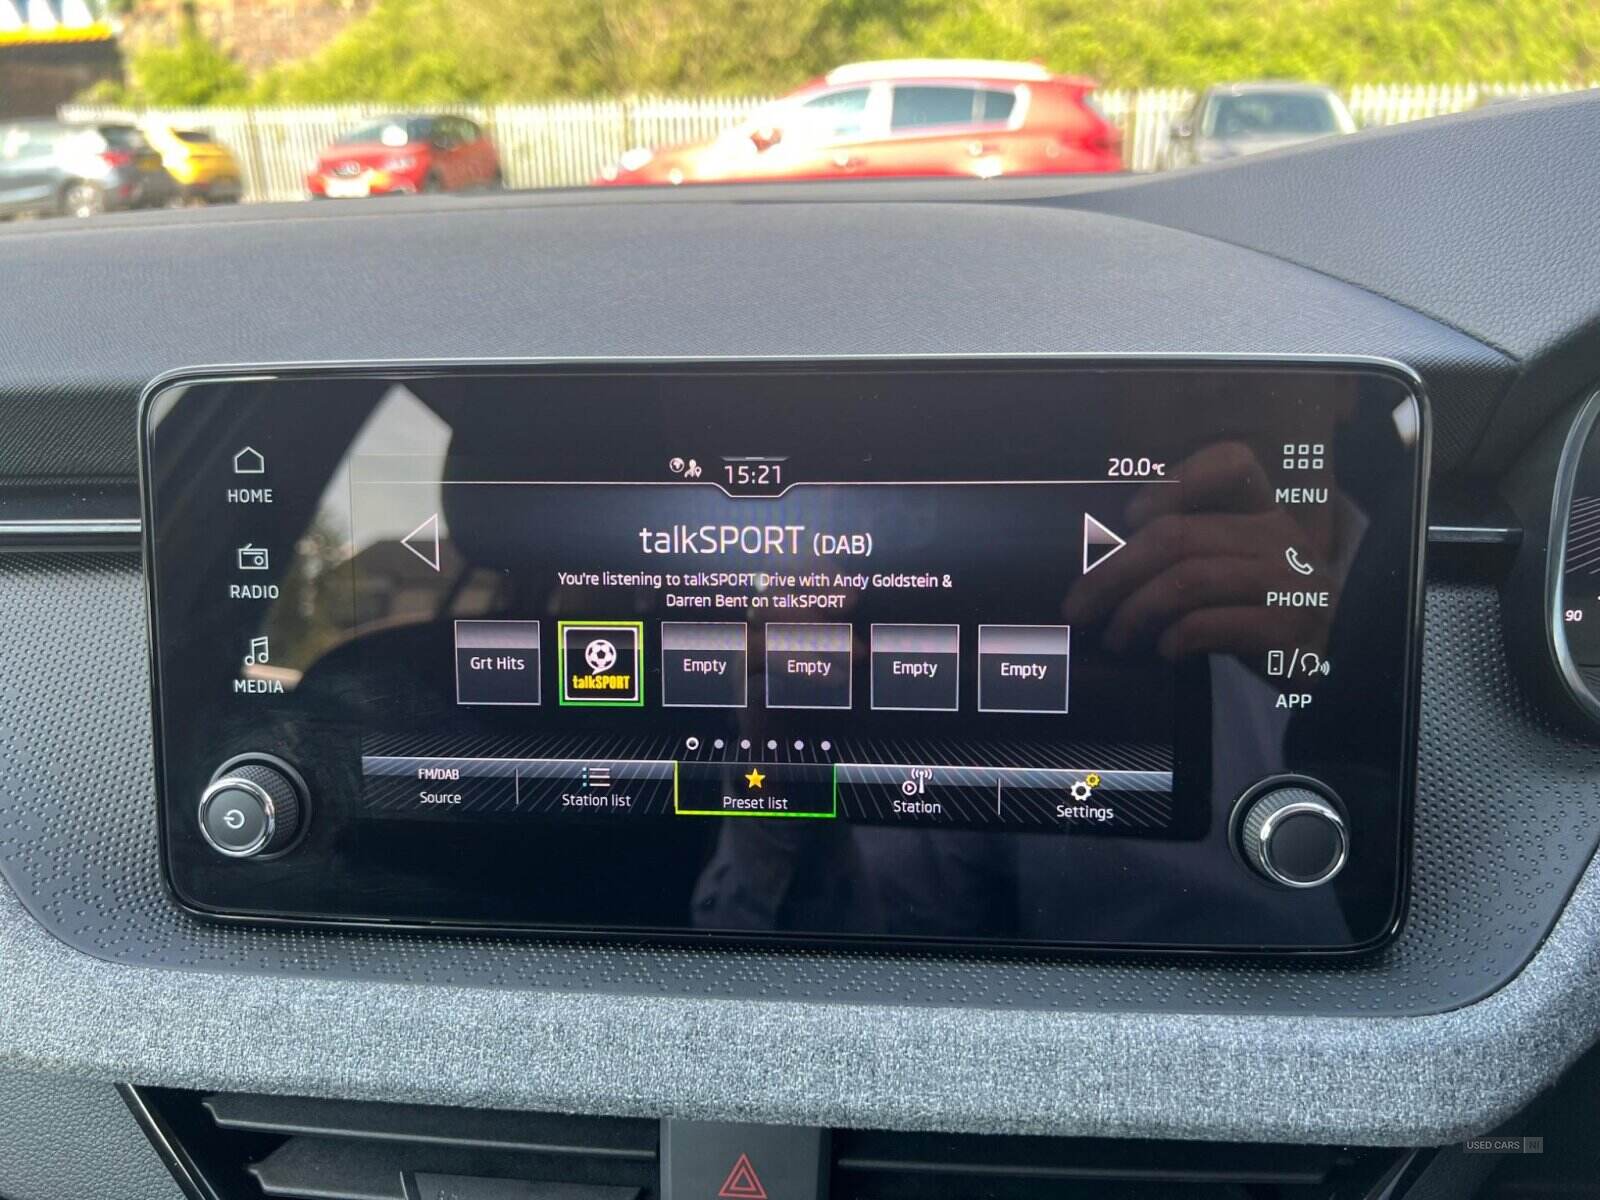 HOME
RADIO
MEDIA
15:21
20.0°C
talkSPORT (DAB)
You're listening to talkSPORT Drive with Andy Goldstein &
Darren Bent on talkSPORT
Grt Hits
talkSPORT
Empty
Empty
Empty
Empty
FM/DAB
Source
Station list
Preset list
Station
Settings
MENU
PHONE
APP
90
USED CARS NI